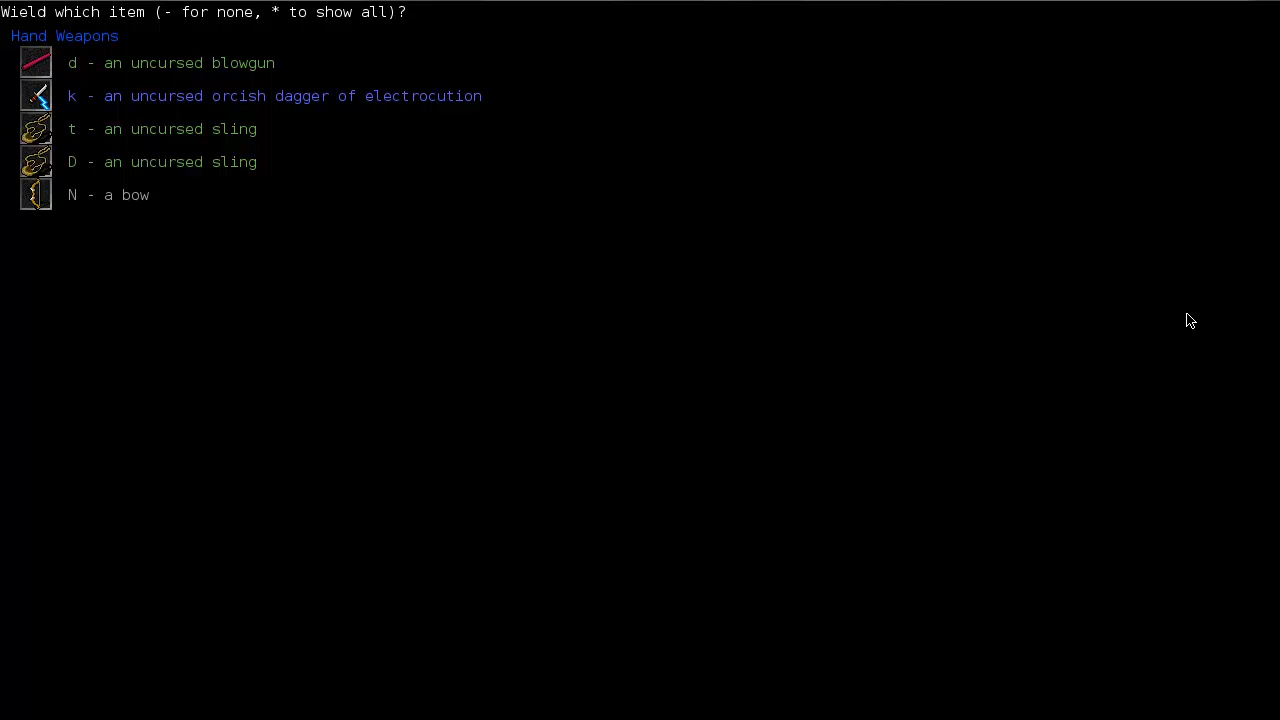 Wield which item (- for none, * to show all)?
Hand Weapons
d - an uncursed blowgun
k - an uncursed orcish dagger of electrocution
t - an uncursed sling
D - an uncursed sling
N - a bow